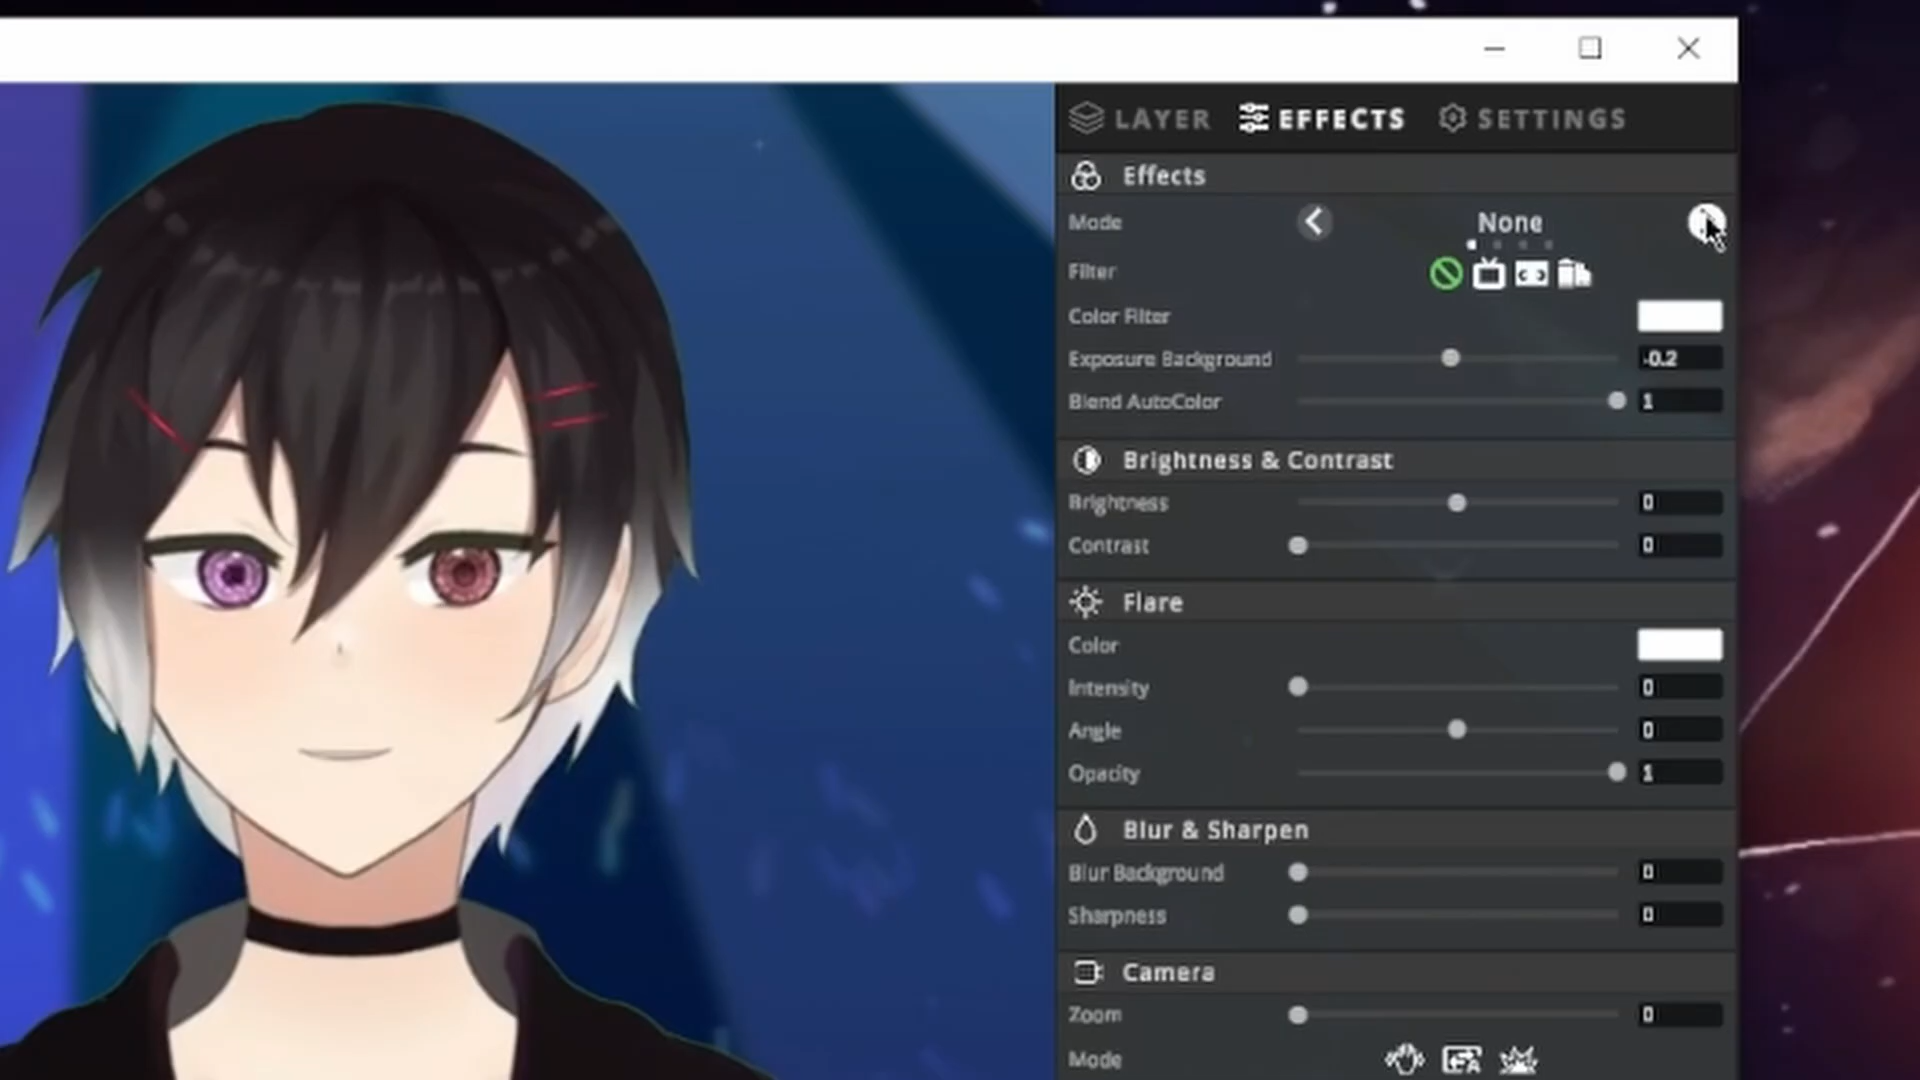 LAYER EFFECTS SETTINGS
Effects
Mode None
Filter
Color Filter
Exposure Background -0.2
Blend AutoColor 1
Brightness & Contrast
Brightness 0
Contrast 0
Flare
Color
Intensity 0
Angle 0
Opacity 1
Blur & Sharpen
Blur Background 0
Sharpness 0
Camera
Zoom 0
Mode